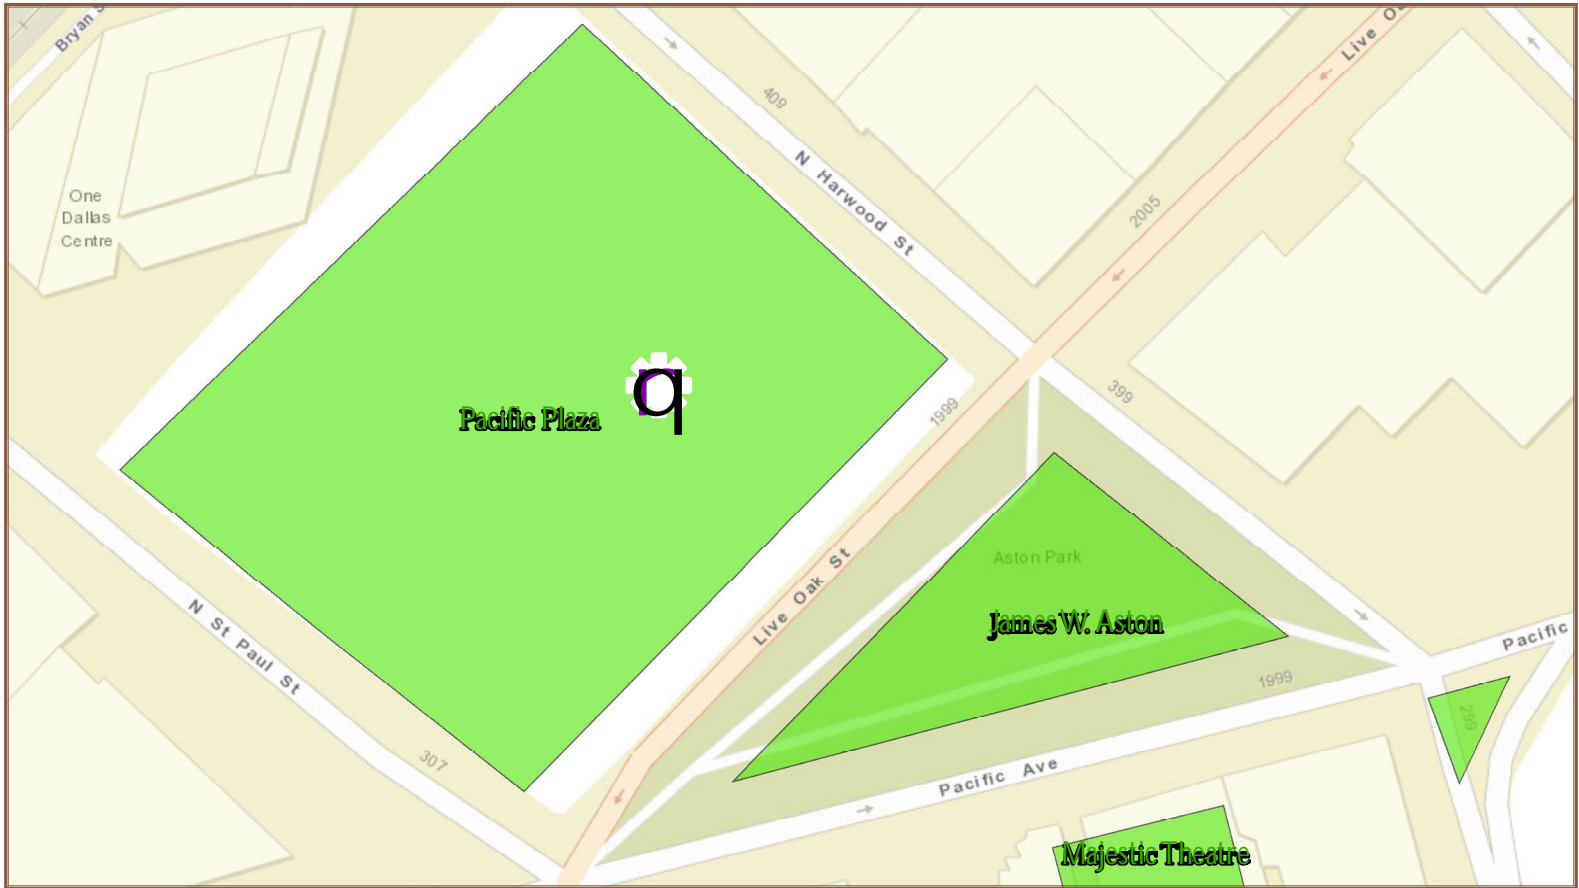 Bryan S
Live Oa
409
N Harwood St
One
Dallas
Centre
2005
q
Pacific Plaza
1999
399
Aston Park
James W. Aston
Live Oak St
N St Paul St
Pacific
1999
299
307
Pacific Ave
Majestic Theatre